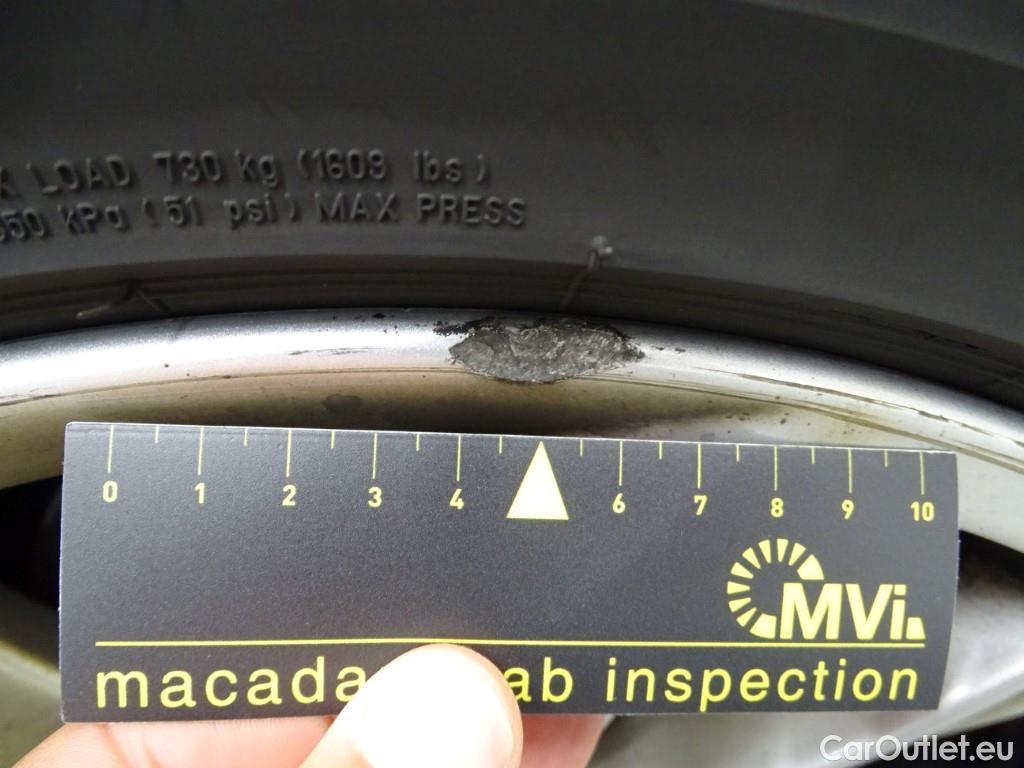 LOAD 730 kg (1609 lbs)
350 kPa (51 psi) MAX PRESS
0 1 2 3 4 6 7 8 9 10
MVi
macada ab inspection
CarOutlet.eu